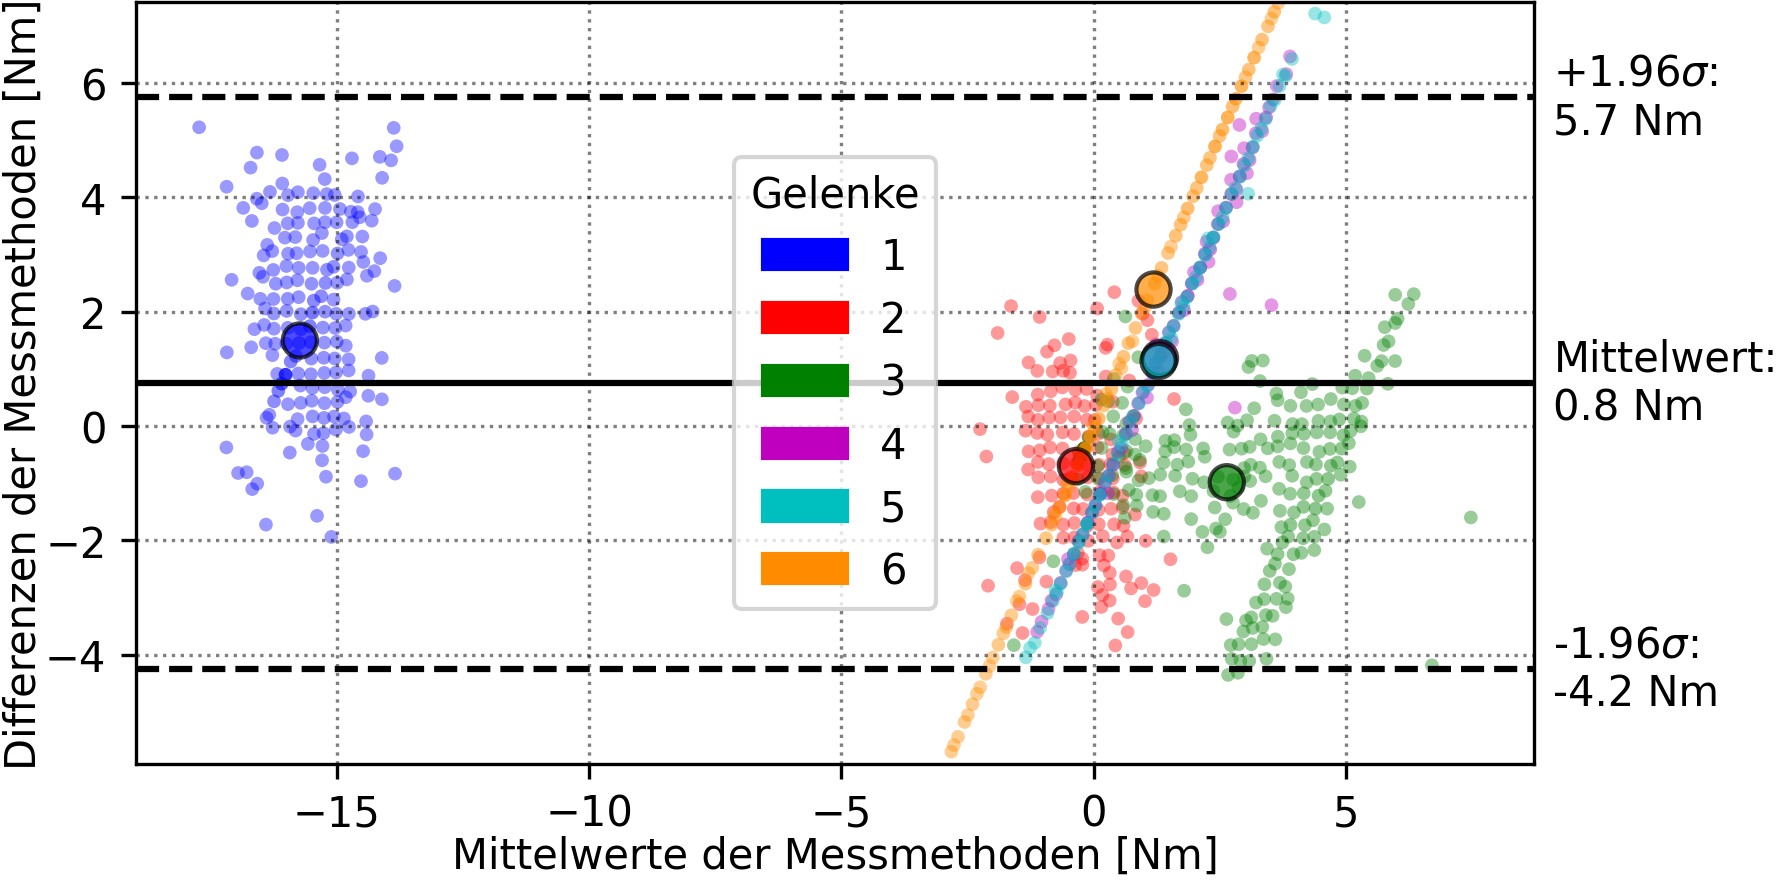 Differenzen der Messmethoden [Nm]
6
4
2
0
−2
−4
Gelenke
1
2
3
4
5
6
+1.96σ:
5.7 Nm
Mittelwert:
0.8 Nm
-1.96σ:
-4.2 Nm
−15
−10
−5
0
5
Mittelwerte der Messmethoden [Nm]